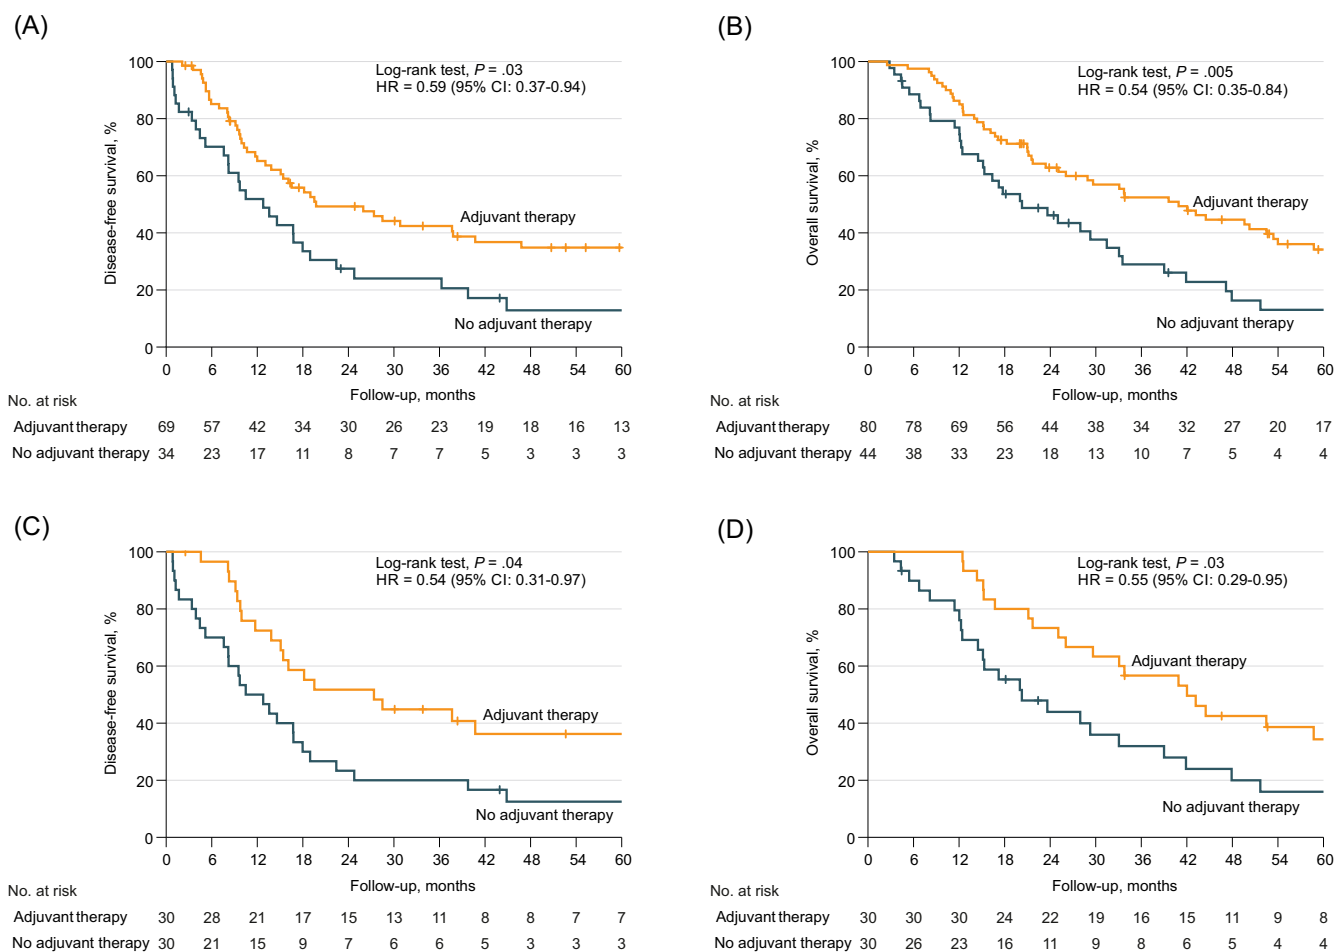 (A)
Log-rank test, P = .03
HR = 0.59 (95% CI: 0.37-0.94)
Disease-free survival, %
100
80
60
40
20
0
Adjuvant therapy
No adjuvant therapy
0 6 12 18 24 30 36 42 48 54 60
Follow-up, months
No. at risk
Adjuvant therapy 69 57 42 34 30 26 23 19 18 16 13
No adjuvant therapy 34 23 17 11 8 7 7 5 3 3 3
(B)
Log-rank test, P = .005
HR = 0.54 (95% CI: 0.35-0.84)
Overall survival, %
100
80
60
40
20
0
Adjuvant therapy
No adjuvant therapy
0 6 12 18 24 30 36 42 48 54 60
Follow-up, months
No. at risk
Adjuvant therapy 80 78 69 56 44 38 34 32 27 20 17
No adjuvant therapy 44 38 33 23 18 13 10 7 5 4 4
(C)
Log-rank test, P = .04
HR = 0.54 (95% CI: 0.31-0.97)
Disease-free survival, %
100
80
60
40
20
0
Adjuvant therapy
No adjuvant therapy
0 6 12 18 24 30 36 42 48 54 60
Follow-up, months
No. at risk
Adjuvant therapy 30 28 21 17 15 13 11 8 8 7 7
No adjuvant therapy 30 21 15 9 7 6 6 5 3 3 3
(D)
Log-rank test, P = .03
HR = 0.55 (95% CI: 0.29-0.95)
Overall survival, %
100
80
60
40
20
0
Adjuvant therapy
No adjuvant therapy
0 6 12 18 24 30 36 42 48 54 60
Follow-up, months
No. at risk
Adjuvant therapy 30 30 30 24 22 19 16 15 11 9 8
No adjuvant therapy 30 26 23 16 11 9 8 6 5 4 4